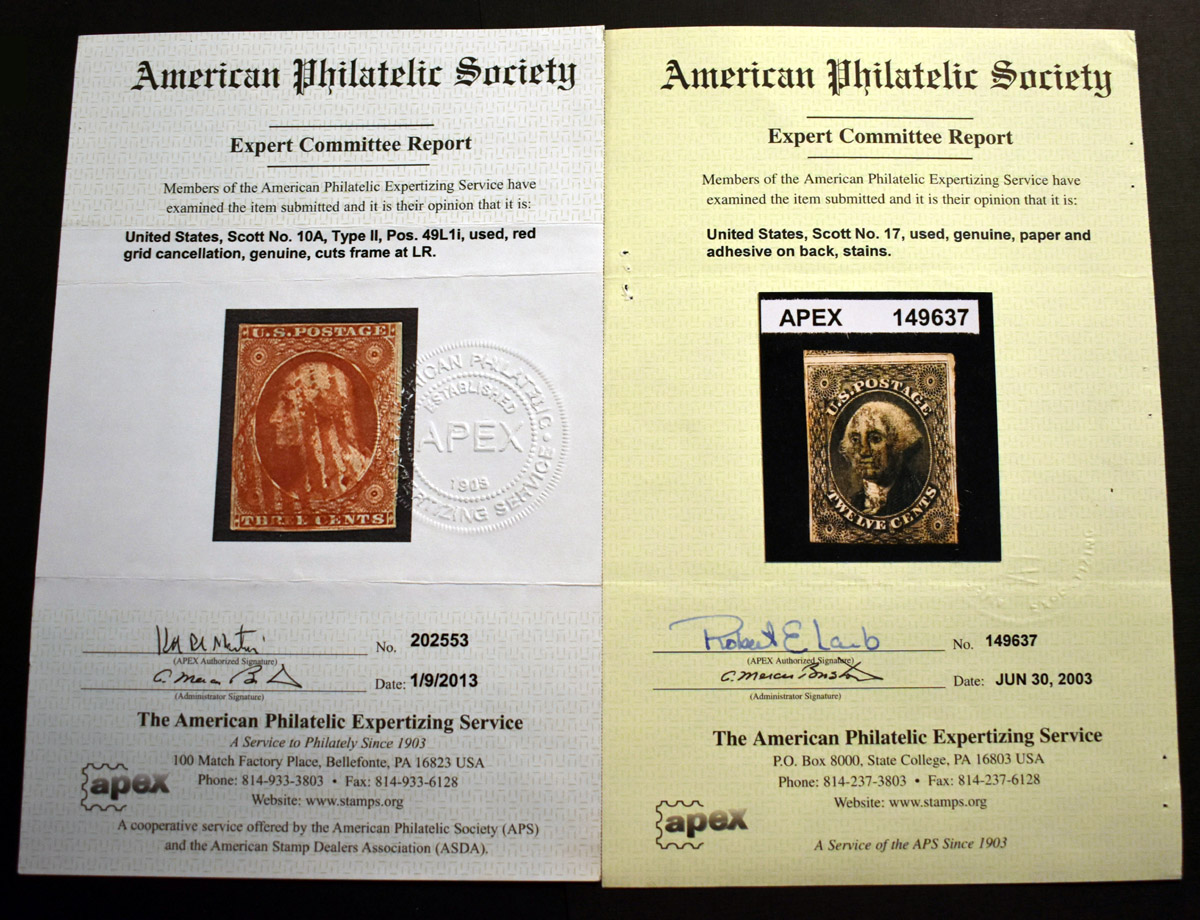 American Philatelic Society
Expert Committee Report
Members of the American Philatelic Expertizing Service have
examined the item submitted and it is their opinion that it is:
United States, Scott No. 10A, Type II, Pos. 49L1i, used, red
grid cancellation, genuine, cuts frame at LR.
U.S. POSTAGE
THREE CENTS
AMERICAN PHILATELIC
EXPERTIZING SERVICE
ESTABLISHED
APEX
1903
No. 202553
(APEX Authorized Signature)
Date: 1/9/2013
(Administrator Signature)
The American Philatelic Expertizing Service
A Service to Philately Since 1903
100 Match Factory Place, Bellefonte, PA 16823 USA
Phone: 814-933-3803 • Fax: 814-933-6128
Website: www.stamps.org
apex
A cooperative service offered by the American Philatelic Society (APS)
and the American Stamp Dealers Association (ASDA).
American Philatelic Society
Expert Committee Report
Members of the American Philatelic Expertizing Service have
examined the item submitted and it is their opinion that it is:
United States, Scott No. 17, used, genuine, paper and
adhesive on back, stains.
APEX 149637
U.S. POSTAGE
TWELVE CENTS
Robert E Lamb
No. 149637
(APEX Authorized Signature)
Date: JUN 30, 2003
(Administrator Signature)
The American Philatelic Expertizing Service
P.O. Box 8000, State College, PA 16803 USA
Phone: 814-237-3803 • Fax: 814-237-6128
Website: www.stamps.org
apex
A Service of the APS Since 1903